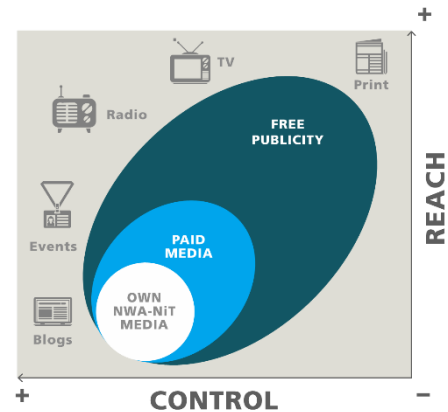 +
TV
Print
Radio
FREE
PUBLICITY
REACH
Events
PAID
MEDIA
OWN
NWA-NiT
MEDIA
Blogs
+
CONTROL
−